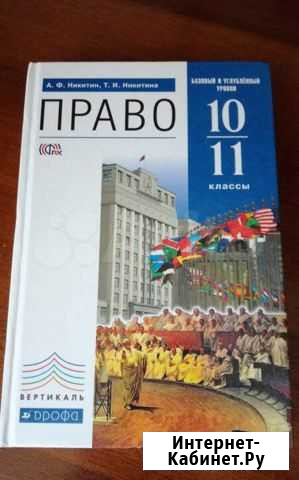 А. Ф. Никитин, Т. И. Никитина
БАЗОВЫЙ И УГЛУБЛЁННЫЙ
УРОВНИ
ПРАВО
10
11
КЛАССЫ
ВЕРТИКАЛЬ
ДРОФА
Интернет-
Кабинет.Ру